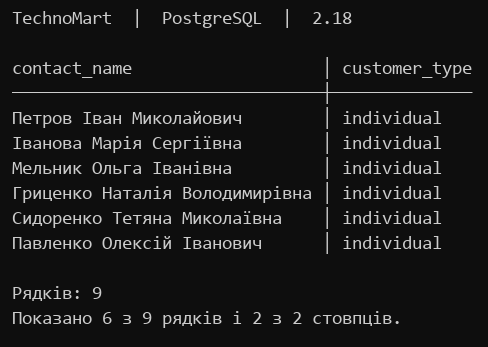 TechnoMart | PostgreSQL | 2.18
contact_name | customer_type
Петров Іван Миколайович | individual
Іванова Марія Сергіївна | individual
Мельник Ольга Іванівна | individual
Гриценко Наталія Володимирівна | individual
Сидоренко Тетяна Миколаївна | individual
Павленко Олексій Іванович | individual
Рядків: 9
Показано 6 з 9 рядків і 2 з 2 стовпців.